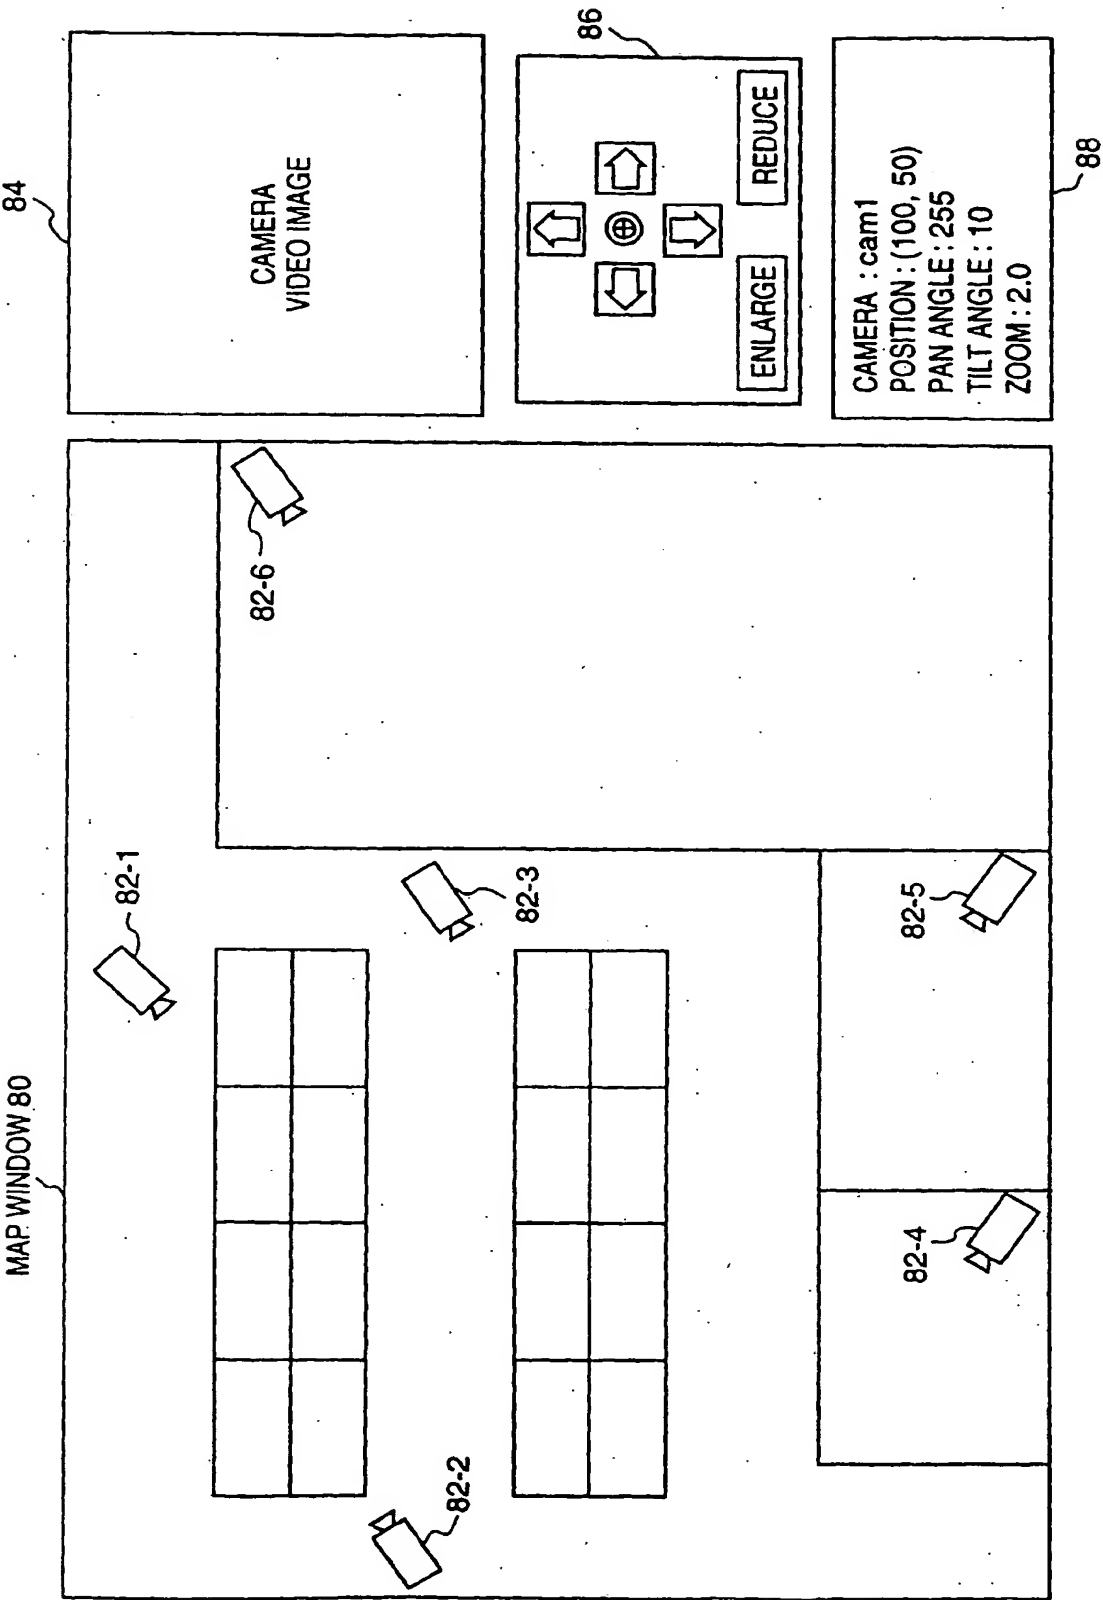 MAP WINDOW 80
82-1
82-2
82-3
82-4
82-5
82-6
84
CAMERA
VIDEO IMAGE
86
ENLARGE
REDUCE
CAMERA : cam1
POSITION : (100, 50)
PAN ANGLE : 255
TILT ANGLE : 10
ZOOM : 2.0
88